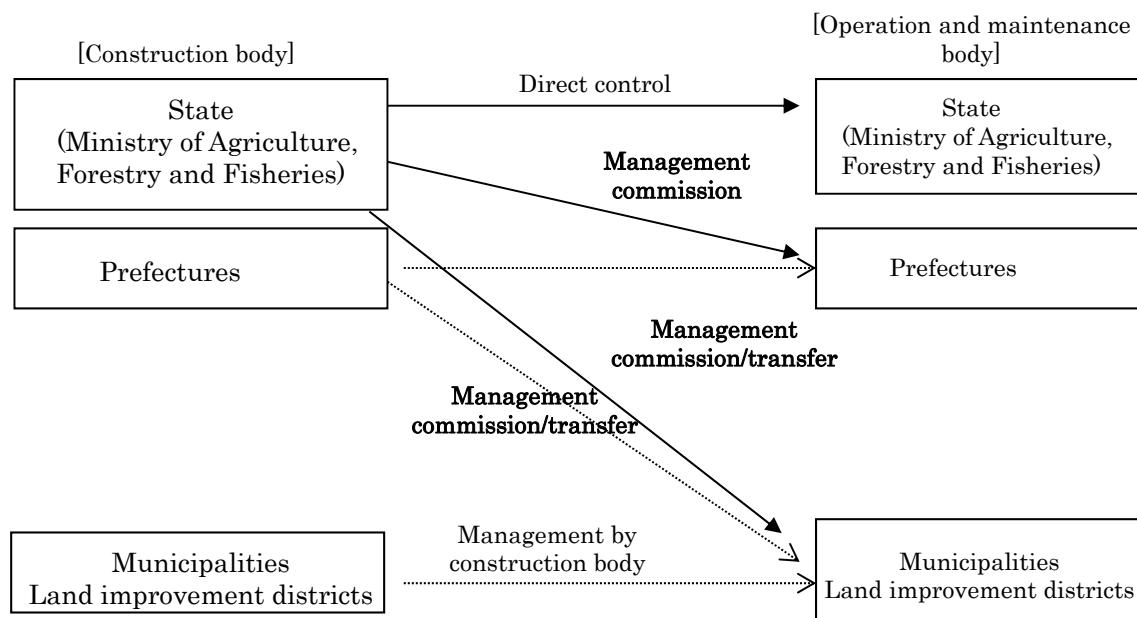 [Construction body]
[Operation and maintenance
body]
State
(Ministry of Agriculture,
Forestry and Fisheries)
Direct control
State
(Ministry of Agriculture,
Forestry and Fisheries)
Management
commission
Prefectures
Prefectures
Management
commission/transfer
Management
commission/transfer
Municipalities
Land improvement districts
Management by
construction body
Municipalities
Land improvement districts